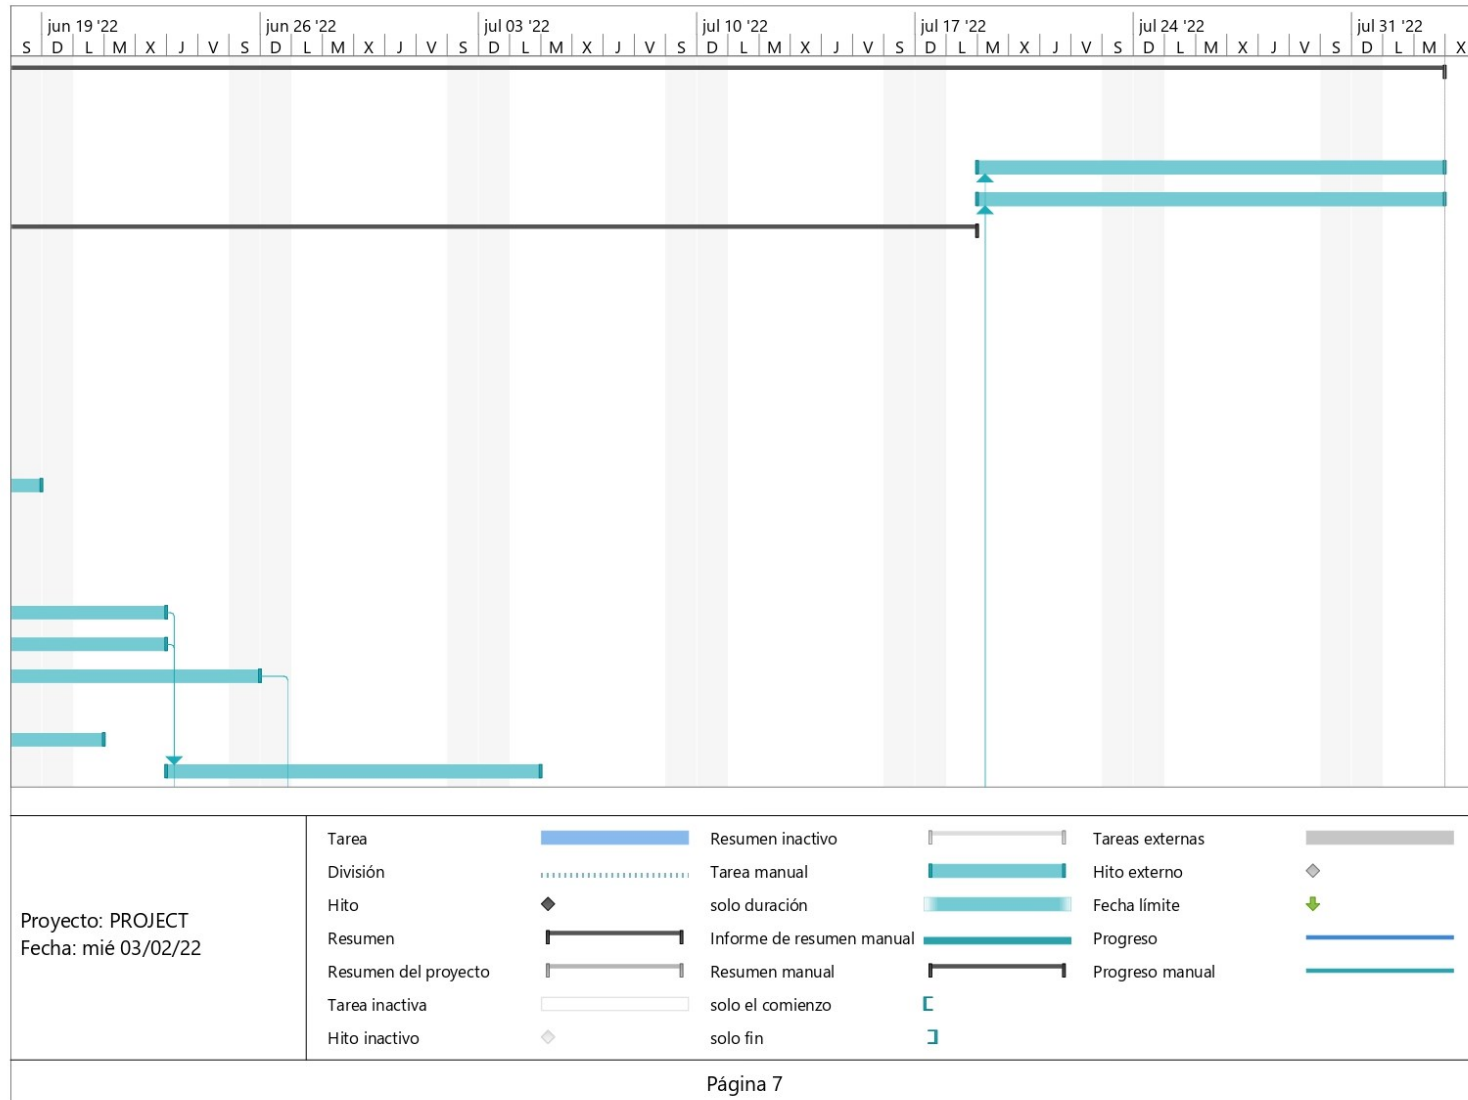 jun 19 '22 jun 26 '22 jul 03 '22 jul 10 '22 jul 17 '22 jul 24 '22 jul 31 '22
S D L M X J V S D L M X J V S D L M X J V S D L M X J V S D L M X J V S D L M X J V S D L M X
Tarea Resumen inactivo Tareas externas
División Tarea manual Hito externo
Hito solo duración Fecha límite
Proyecto: PROJECT
Fecha: mié 03/02/22
Resumen Informe de resumen manual Progreso
Resumen del proyecto Resumen manual Progreso manual
Tarea inactiva solo el comienzo
Hito inactivo solo fin
Página 7